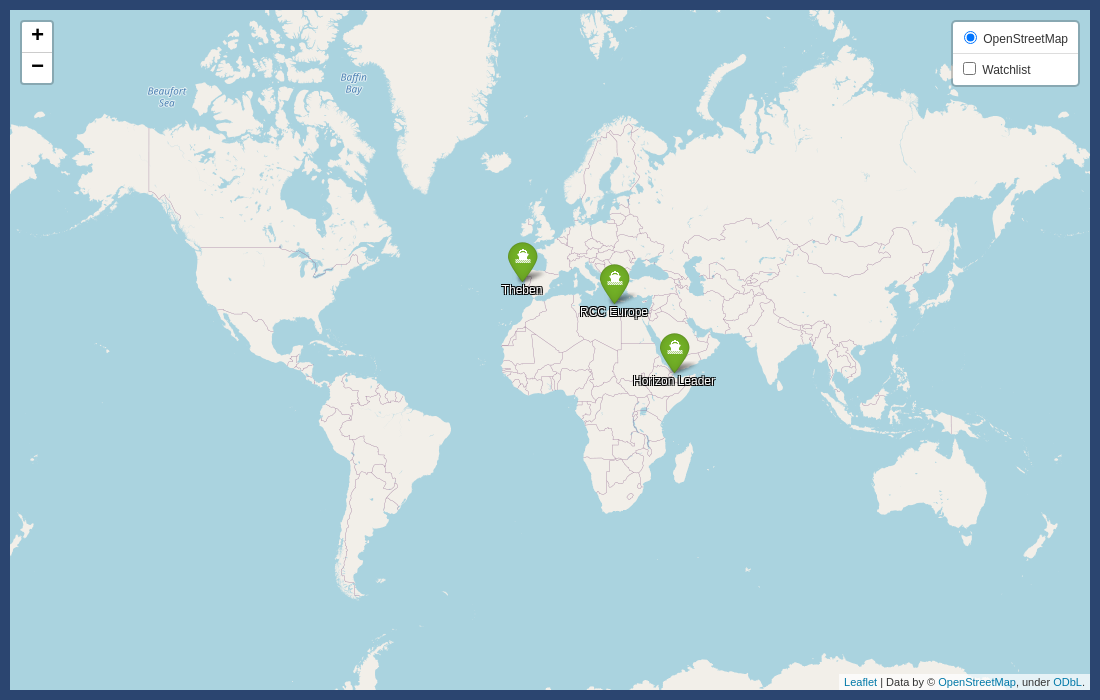 +
−
OpenStreetMap
Watchlist
Beaufort
Sea
Baffin
Bay
Theben
RCC Europe
Horizon Leader
Leaflet | Data by © OpenStreetMap, under ODbL.